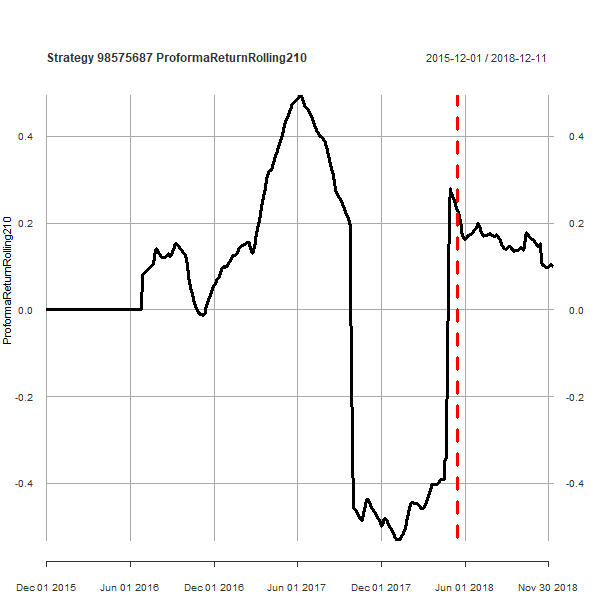 Strategy 98575687 ProformaReturnRolling210
2015-12-01 / 2018-12-11
ProformaReturnRolling210
0.4 0.4
0.2 0.2
0.0 0.0
-0.2 -0.2
-0.4 -0.4
Dec 01 2015 Jun 01 2016 Dec 01 2016 Jun 01 2017 Dec 01 2017 Jun 01 2018 Nov 30 2018